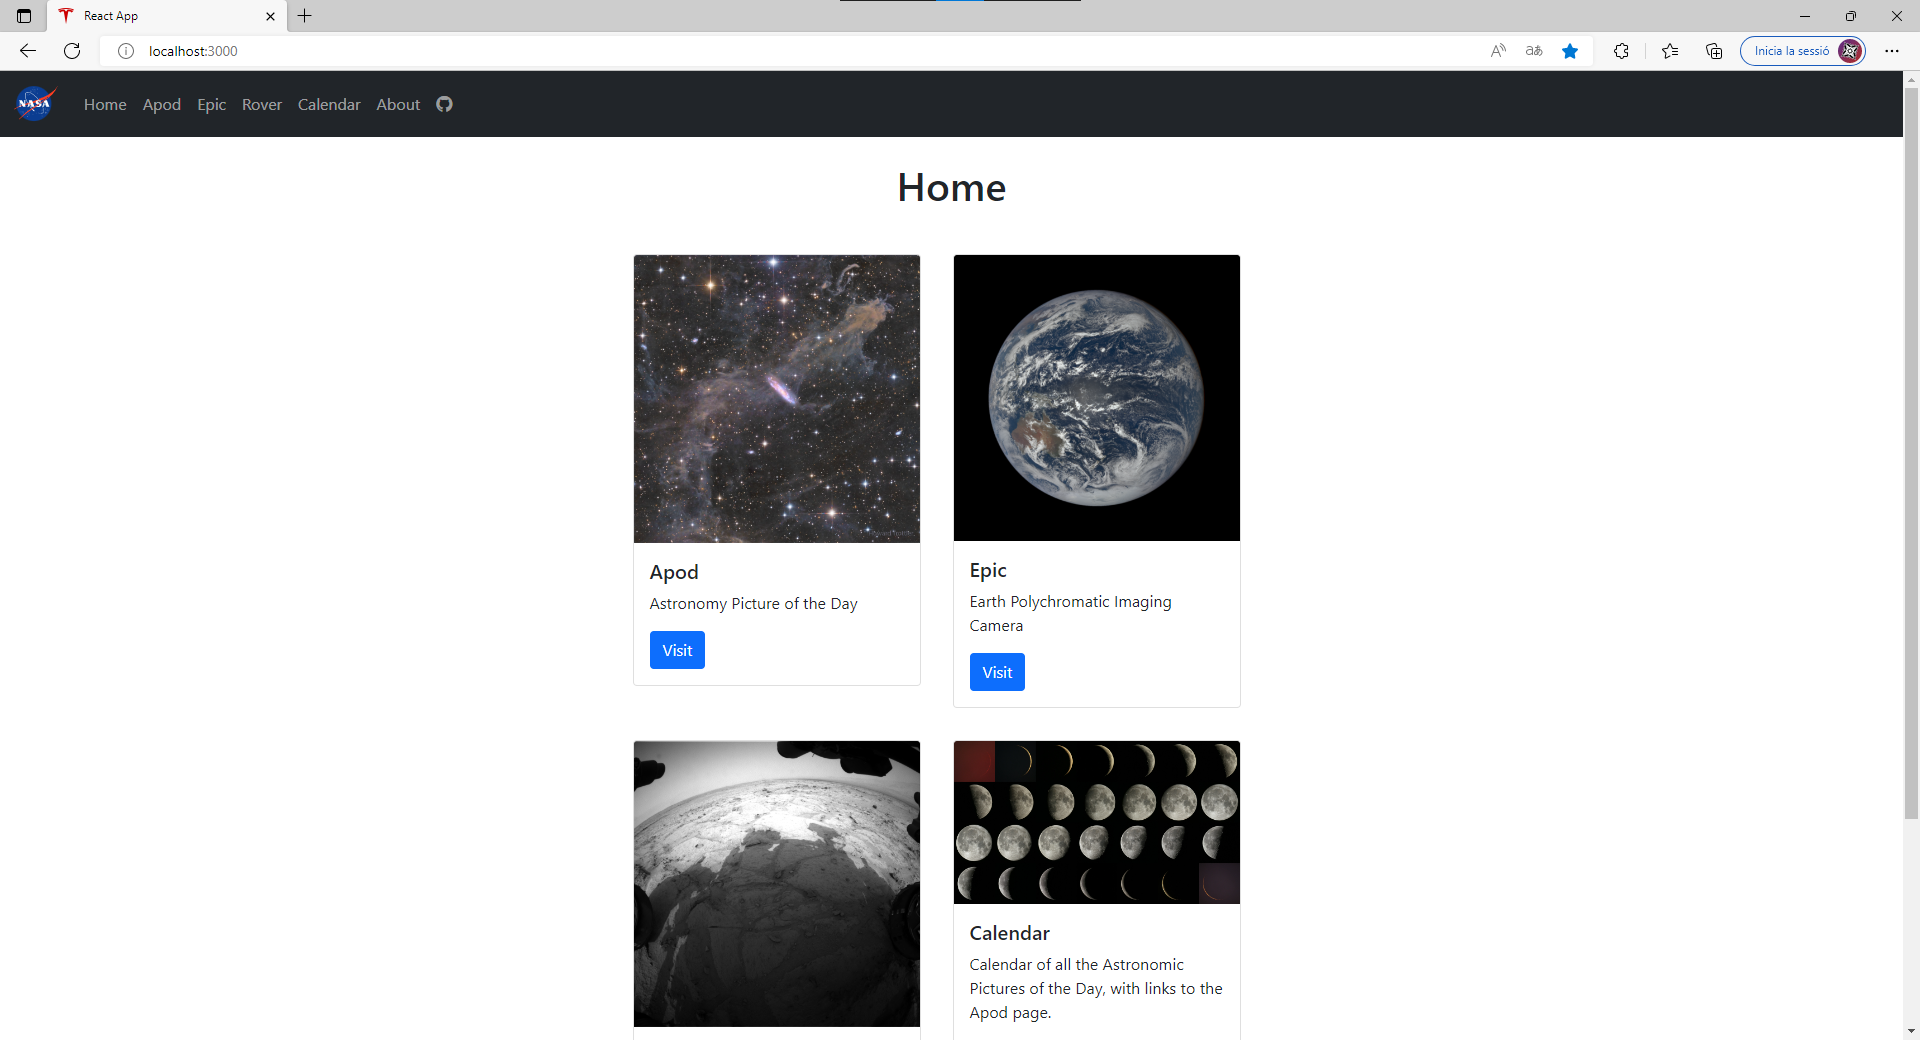 React App
localhost:3000
Inicia la sessió
NASA
Home
Apod
Epic
Rover
Calendar
About
Home
Apod
Astronomy Picture of the Day
Visit
Epic
Earth Polychromatic Imaging
Camera
Visit
Calendar
Calendar of all the Astronomic
Pictures of the Day, with links to the
Apod page.